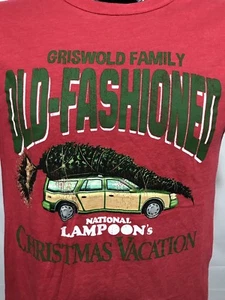 GRISWOLD FAMILY
OLD-FASHIONED
NATIONAL
LAMPOON's
CHRISTMAS VACATION